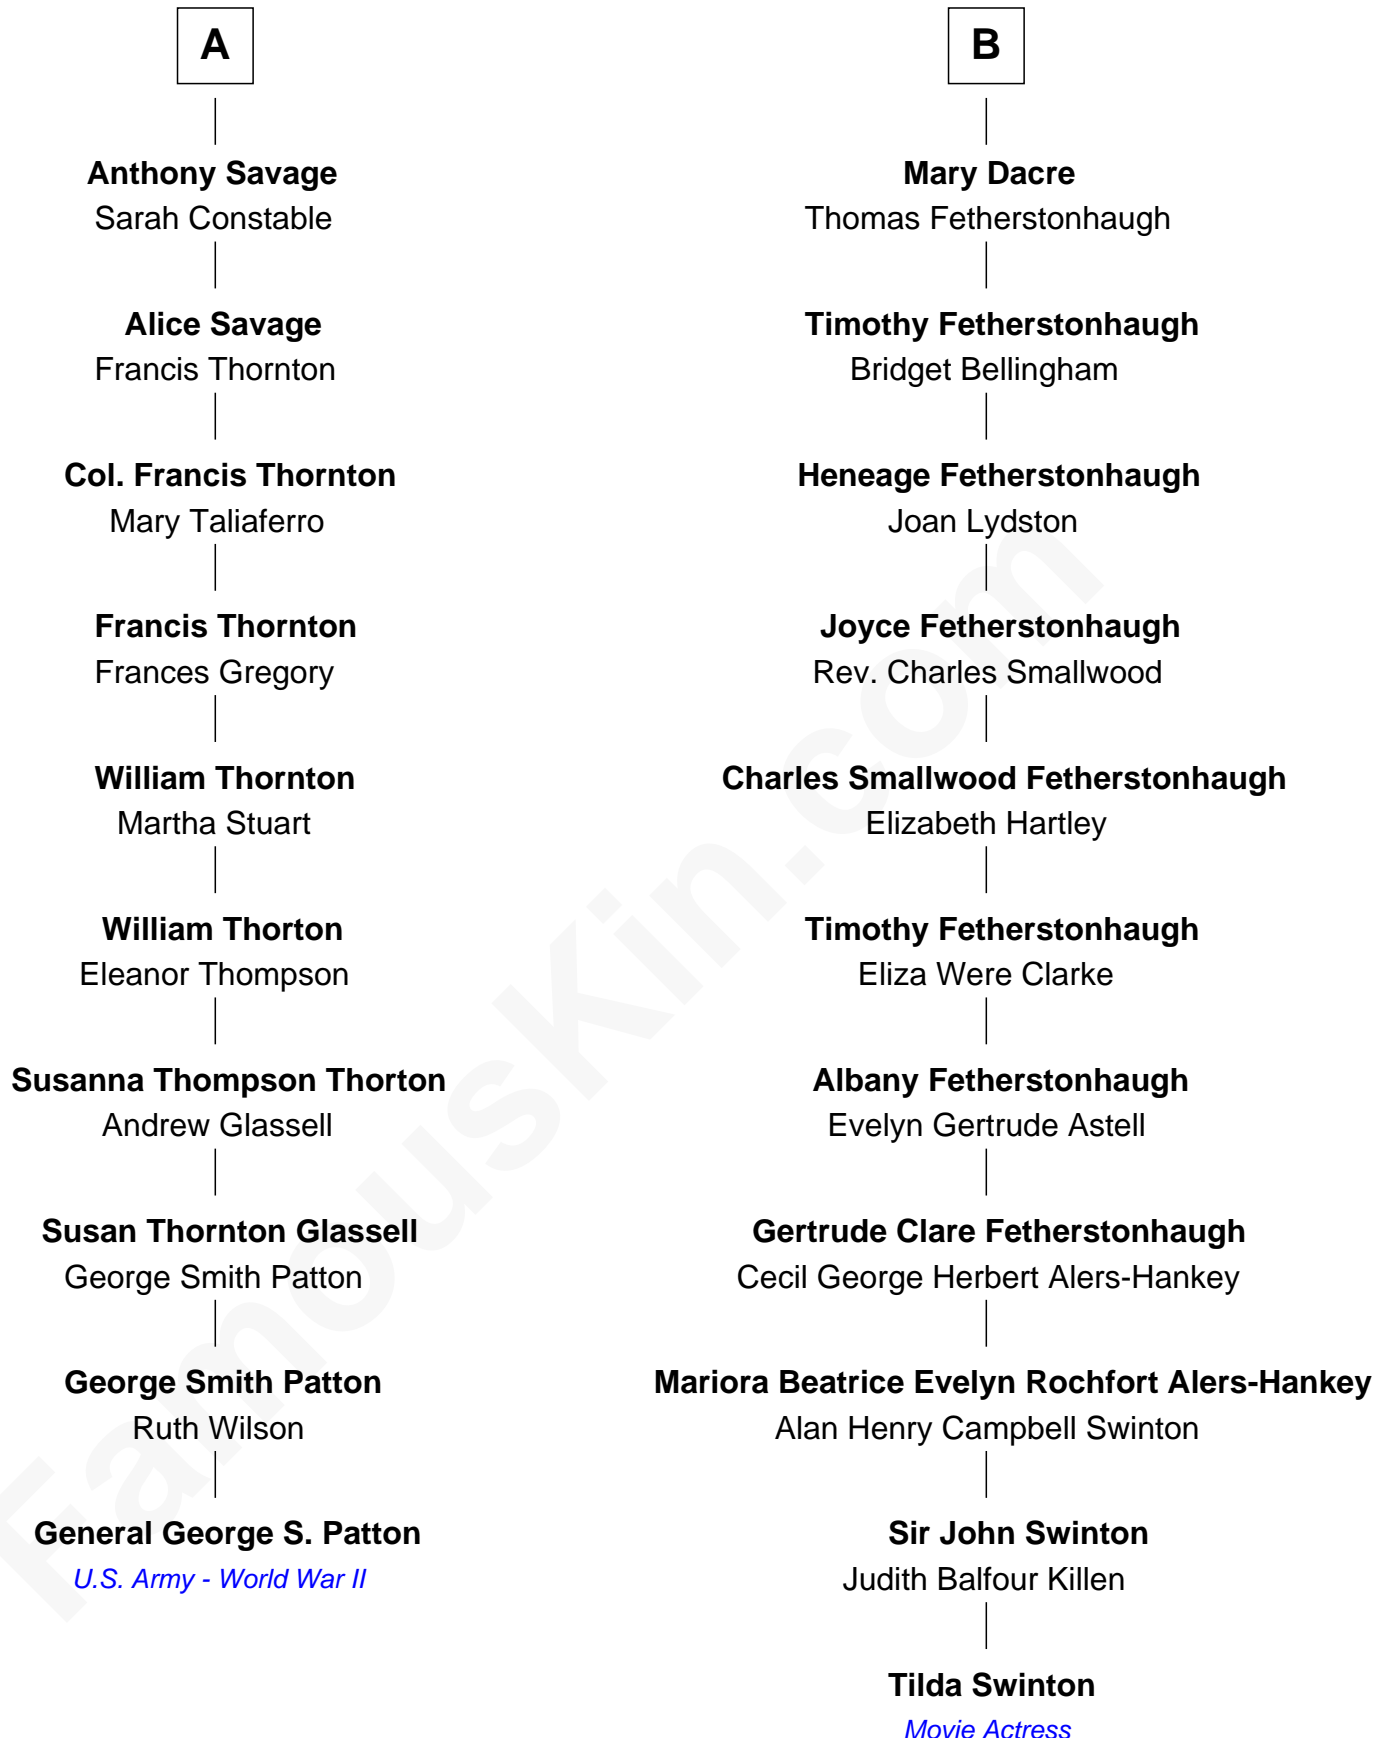 A
Anthony Savage
Sarah Constable
Alice Savage
Francis Thornton
Col. Francis Thornton
Mary Taliaferro
Francis Thornton
Frances Gregory
William Thornton
Martha Stuart
William Thorton
Eleanor Thompson
Susanna Thompson Thorton
Andrew Glassell
Susan Thornton Glassell
George Smith Patton
George Smith Patton
Ruth Wilson
General George S. Patton
U.S. Army - World War II
B
Mary Dacre
Thomas Fetherstonhaugh
Timothy Fetherstonhaugh
Bridget Bellingham
Heneage Fetherstonhaugh
Joan Lydston
Joyce Fetherstonhaugh
Rev. Charles Smallwood
Charles Smallwood Fetherstonhaugh
Elizabeth Hartley
Timothy Fetherstonhaugh
Eliza Were Clarke
Albany Fetherstonhaugh
Evelyn Gertrude Astell
Gertrude Clare Fetherstonhaugh
Cecil George Herbert Alers-Hankey
Mariora Beatrice Evelyn Rochfort Alers-Hankey
Alan Henry Campbell Swinton
Sir John Swinton
Judith Balfour Killen
Tilda Swinton
Movie Actress
FamousKin.com